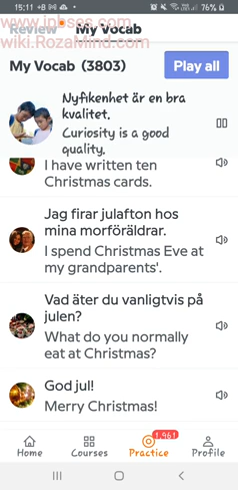 15:11 +B
76%
www.ipises.com
Review My Vocab
wiki.RozaMind.com
My Vocab (3803) Play all
Nyfikenhet är en bra
kvalitet.
Curiosity is a good
quality.
I have written ten
Christmas cards.
Jag firar julafton hos
mina morföräldrar.
I spend Christmas Eve at
my grandparents'.
Vad äter du vanligtvis på
julen?
What do you normally
eat at Christmas?
God jul!
Merry Christmas!
1,961
Home Courses Practice Profile